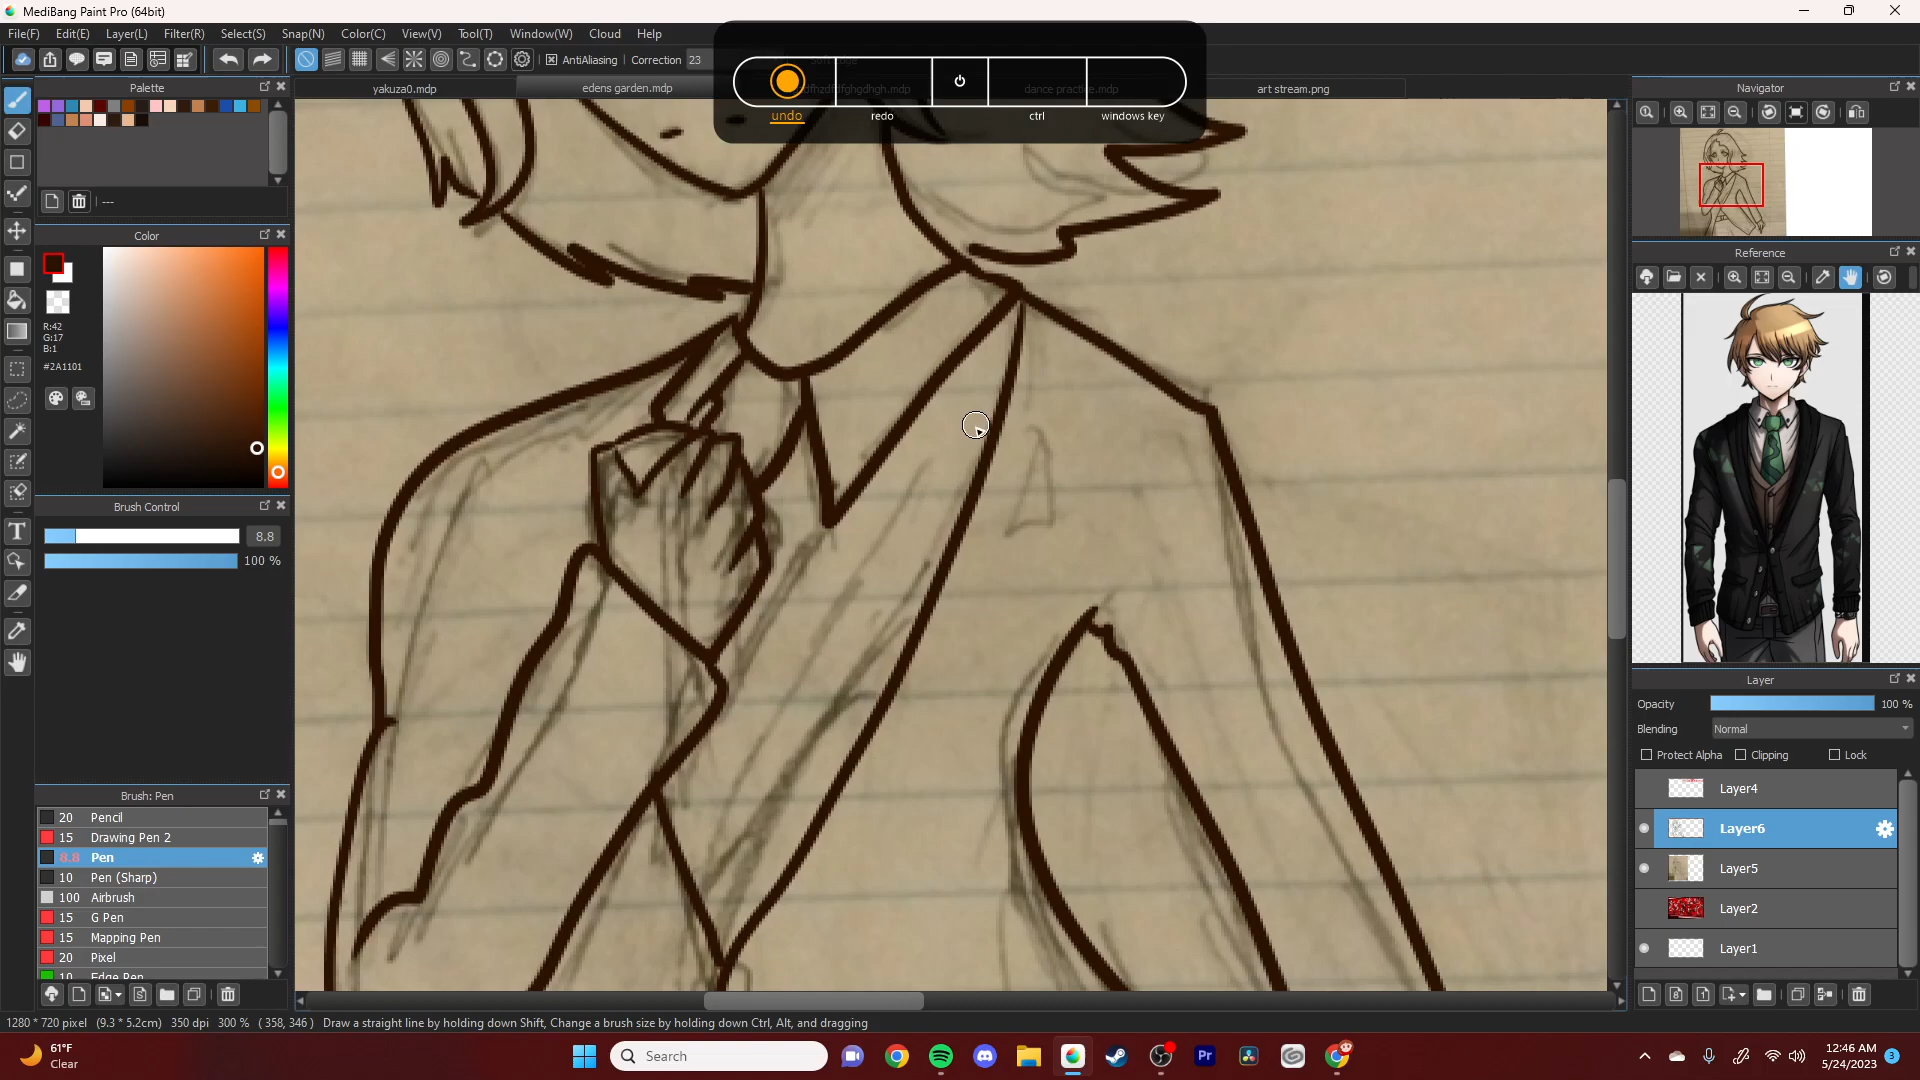 MediBang Paint Pro (64bit)
File(F) Edit(E) Layer(L) Filter(R) Select(S) Snap(N) Color(C) View(V) Tool(T) Window(W) Cloud Help
AntiAliasing Correction 23
undo redo ctrl windows key
Palette
yakuza0.mdp edens garden.mdp dance practice.mdp art stream.png
Navigator
---
Color
R:42
G:17
B:1
#2A1101
Reference
Brush Control
8.8
100 %
Layer
Opacity 100 %
Blending Normal
Protect Alpha Clipping Lock
Layer4
Layer6
Layer5
Layer2
Layer1
Brush: Pen
20 Pencil
15 Drawing Pen 2
8.8 Pen
10 Pen (Sharp)
100 Airbrush
15 G Pen
15 Mapping Pen
20 Pixel
10 Edge Pen
1280 * 720 pixel (9.3 * 5.2cm) 350 dpi 300 % ( 358, 346 ) Draw a straight line by holding down Shift, Change a brush size by holding down Ctrl, Alt, and dragging
61°F
Clear
Search
Pr
12:46 AM
5/24/2023
3